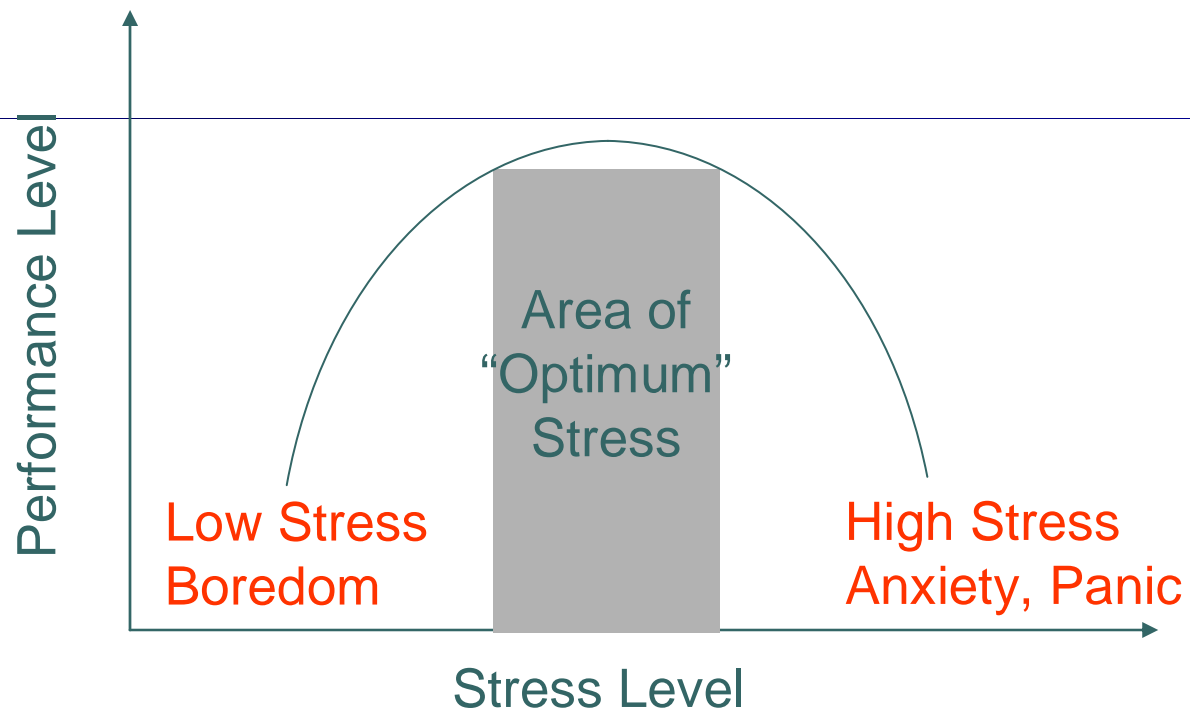 Performance Level
Area of
“Optimum”
Stress
Low Stress
Boredom
High Stress
Anxiety, Panic
Stress Level